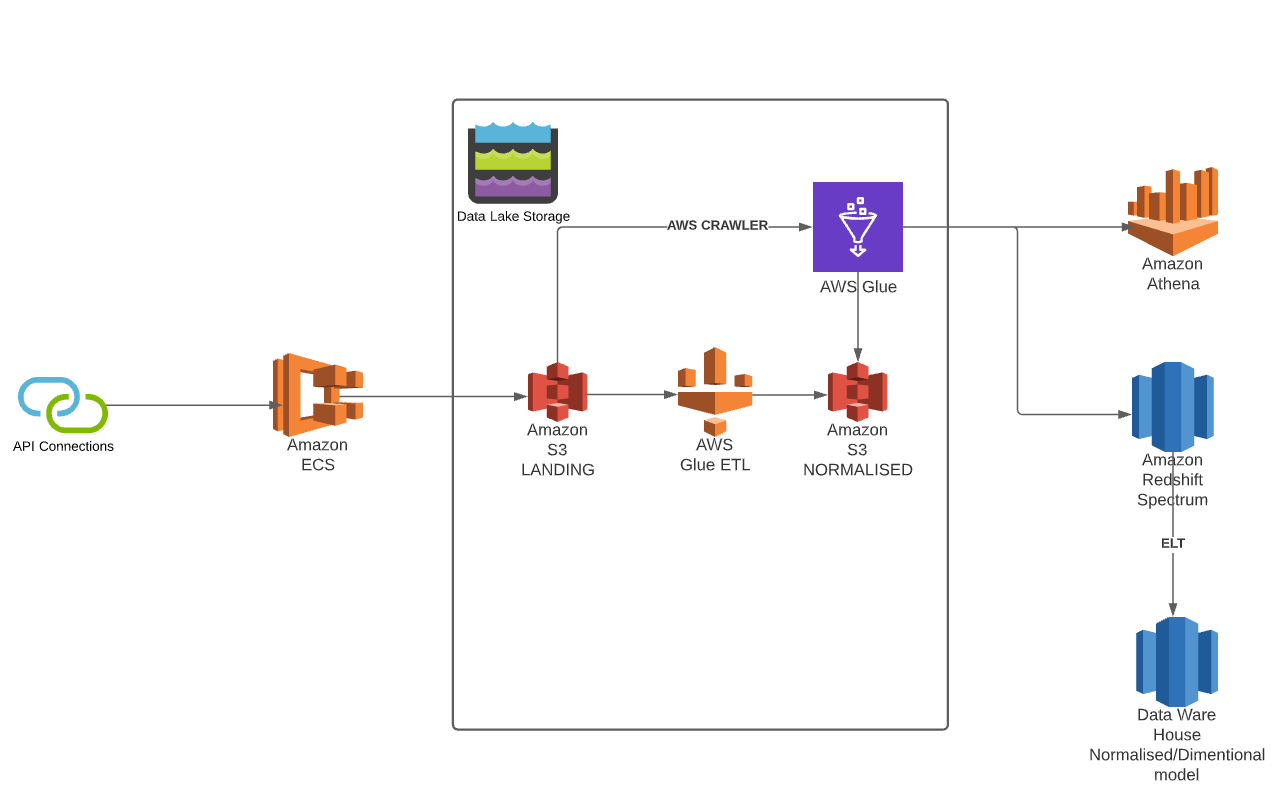 Data Lake Storage
AWS CRAWLER
AWS Glue
Amazon
Athena
API Connections
Amazon
ECS
Amazon
S3
LANDING
AWS
Glue ETL
Amazon
S3
NORMALISED
Amazon
Redshift
Spectrum
ELT
Data Ware
House
Normalised/Dimentional
model